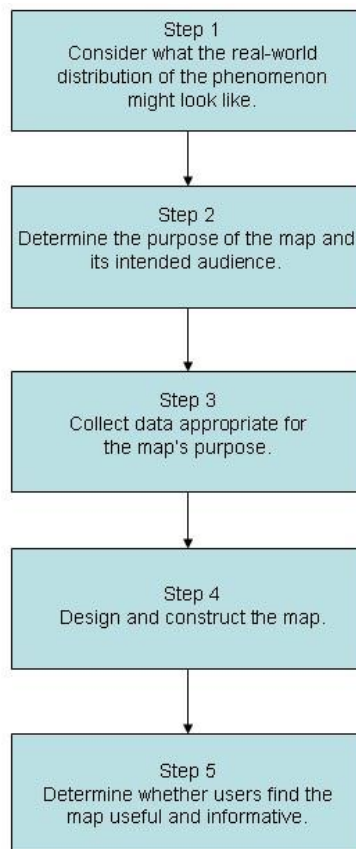 Step 1
Consider what the real-world
distribution of the phenomenon
might look like.
Step 2
Determine the purpose of the map and
its intended audience.
Step 3
Collect data appropriate for
the map's purpose.
Step 4
Design and construct the map.
Step 5
Determine whether users find the
map useful and informative.